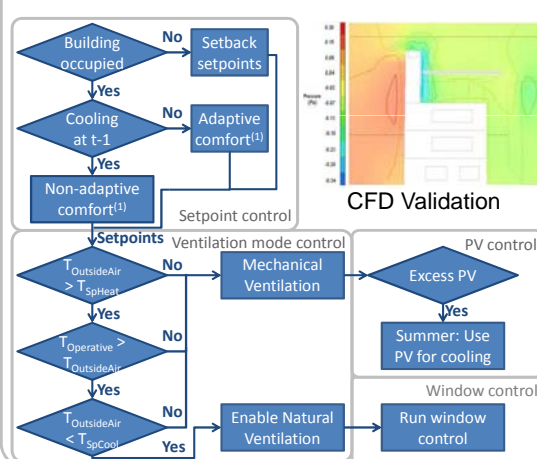 Building
occupied
No
Setback
setpoints
Yes
Cooling
at t-1
No
Adaptive
comfort(1)
Yes
Non-adaptive
comfort(1)
Setpoint control
CFD Validation
Pressure
(Pa)
Setpoints
Ventilation mode control
PV control
TOutsideAir
> TSpHeat
No
Mechanical
Ventilation
Excess PV
Yes
Yes
TOperative >
TOutsideAir
No
Summer: Use
PV for cooling
Yes
Window control
TOutsideAir
< TSpCool
No
Yes
Enable Natural
Ventilation
Run window
control